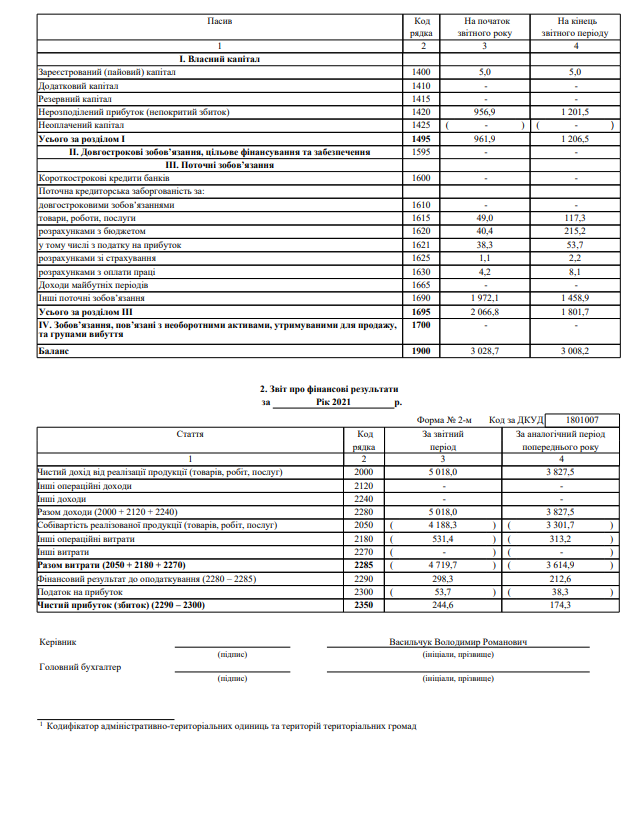 Пасив Код рядка На початок звітного року На кінець звітного періоду
1 2 3 4
I. Власний капітал
Зареєстрований (пайовий) капітал 1400 5,0 5,0
Додатковий капітал 1410 - -
Резервний капітал 1415 - -
Нерозподілений прибуток (непокритий збиток) 1420 956,9 1 201,5
Неоплачений капітал 1425 ( - ) ( - )
Усього за розділом I 1495 961,9 1 206,5
II. Довгострокові зобов’язання, цільове фінансування та забезпечення 1595 - -
III. Поточні зобов’язання
Короткострокові кредити банків 1600 - -
Поточна кредиторська заборгованість за:
довгостроковими зобов’язаннями 1610 - -
товари, роботи, послуги 1615 49,0 117,3
розрахунками з бюджетом 1620 40,4 215,2
у тому числі з податку на прибуток 1621 38,3 53,7
розрахунками зі страхування 1625 1,1 2,2
розрахунками з оплати праці 1630 4,2 8,1
Доходи майбутніх періодів 1665 - -
Інші поточні зобов’язання 1690 1 972,1 1 458,9
Усього за розділом III 1695 2 066,8 1 801,7
IV. Зобов’язання, пов’язані з необоротними активами, утримуваними для продажу, 1700 - -
та групами вибуття
Баланс 1900 3 028,7 3 008,2
2. Звіт про фінансові результати
за Рік 2021 р.
Форма № 2-м Код за ДКУД 1801007
Стаття Код рядка За звітний період За аналогічний період попереднього року
1 2 3 4
Чистий дохід від реалізації продукції (товарів, робіт, послуг) 2000 5 018,0 3 827,5
Інші операційні доходи 2120 - -
Інші доходи 2240 - -
Разом доходи (2000 + 2120 + 2240) 2280 5 018,0 3 827,5
Собівартість реалізованої продукції (товарів, робіт, послуг) 2050 ( 4 188,3 ) ( 3 301,7 )
Інші операційні витрати 2180 ( 531,4 ) ( 313,2 )
Інші витрати 2270 ( - ) ( - )
Разом витрати (2050 + 2180 + 2270) 2285 ( 4 719,7 ) ( 3 614,9 )
Фінансовий результат до оподаткування (2280 – 2285) 2290 298,3 212,6
Податок на прибуток 2300 ( 53,7 ) ( 38,3 )
Чистий прибуток (збиток) (2290 – 2300) 2350 244,6 174,3
Керівник Васильчук Володимир Романович
(підпис) (ініціали, прізвище)
Головний бухгалтер
(підпис) (ініціали, прізвище)
1 Кодифікатор адміністративно-територіальних одиниць та територій територіальних громад